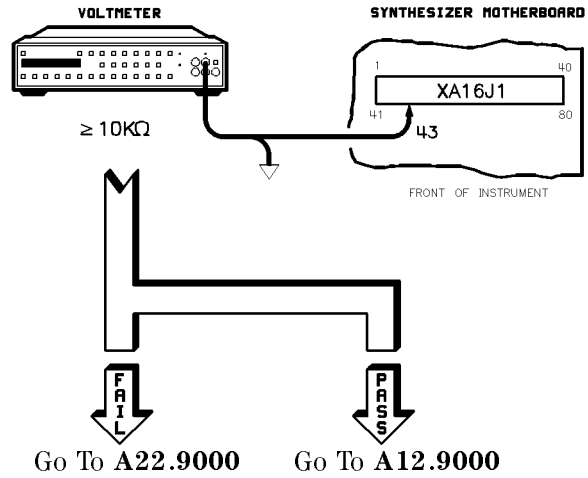 VOLTMETER
SYNTHESIZER MOTHERBOARD
1
40
XA16J1
41
80
≥ 10KΩ
43
FRONT OF INSTRUMENT
FAIL
PASS
Go To A22.9000
Go To A12.9000